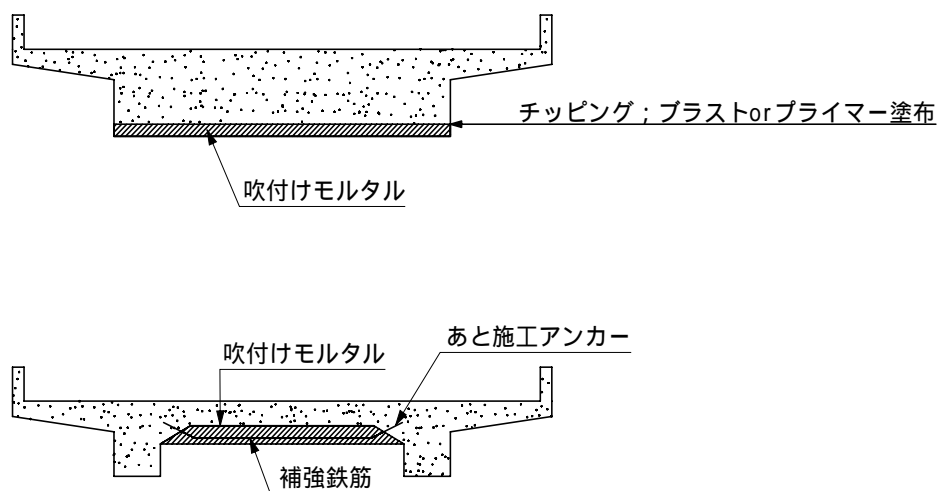 チッピング；ブラストorプライマー塗布
吹付けモルタル
あと施工アンカー
吹付けモルタル
補強鉄筋